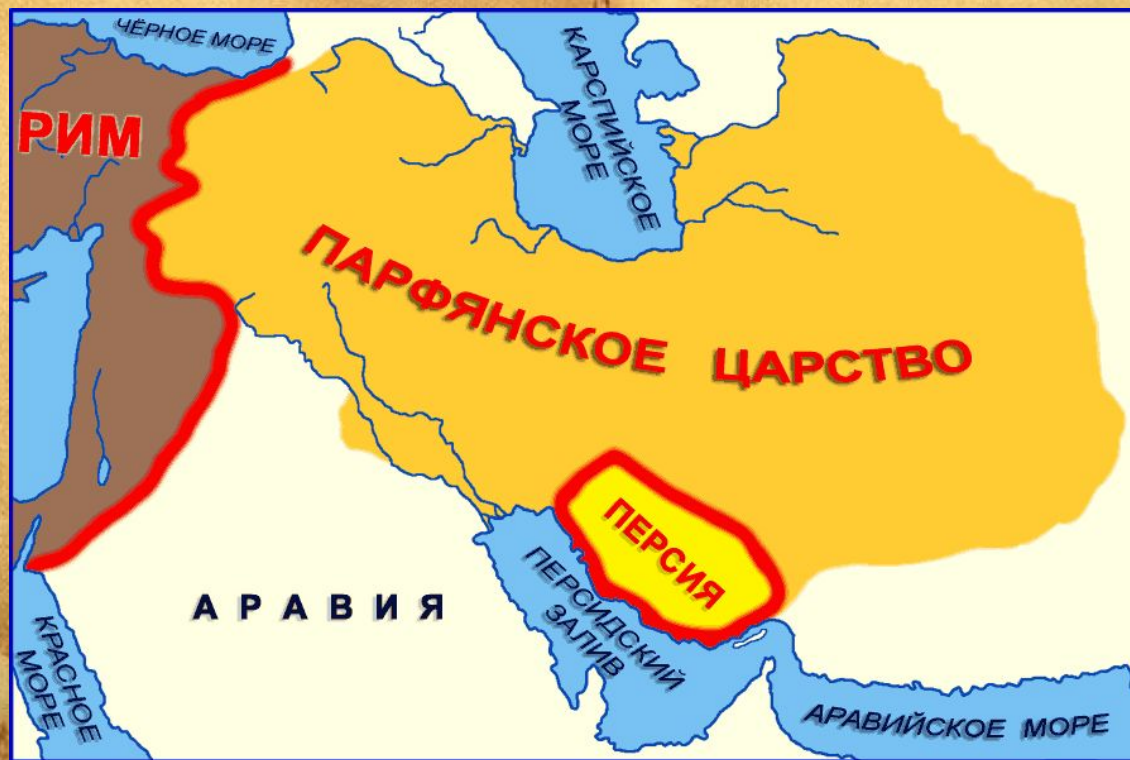 ЧЁРНОЕ МОРЕ
РИМ
КАРСПИЙСКОЕ
МОРЕ
ПАРФЯНСКОЕ ЦАРСТВО
ПЕРСИЯ
ПЕРСИДСКИЙ
ЗАЛИВ
АРАВИЯ
КРАСНОЕ
МОРЕ
АРАВИЙСКОЕ МОРЕ